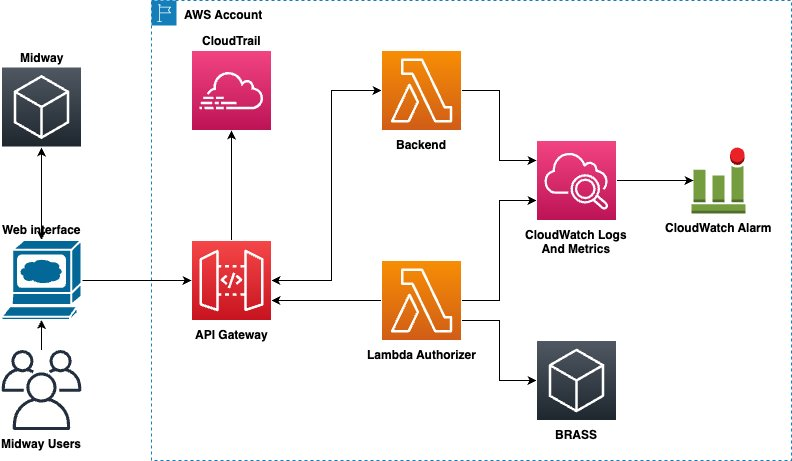 AWS Account
CloudTrail
Midway
Backend
Web interface
CloudWatch Logs
And Metrics
CloudWatch Alarm
</>
API Gateway
Lambda Authorizer
BRASS
Midway Users